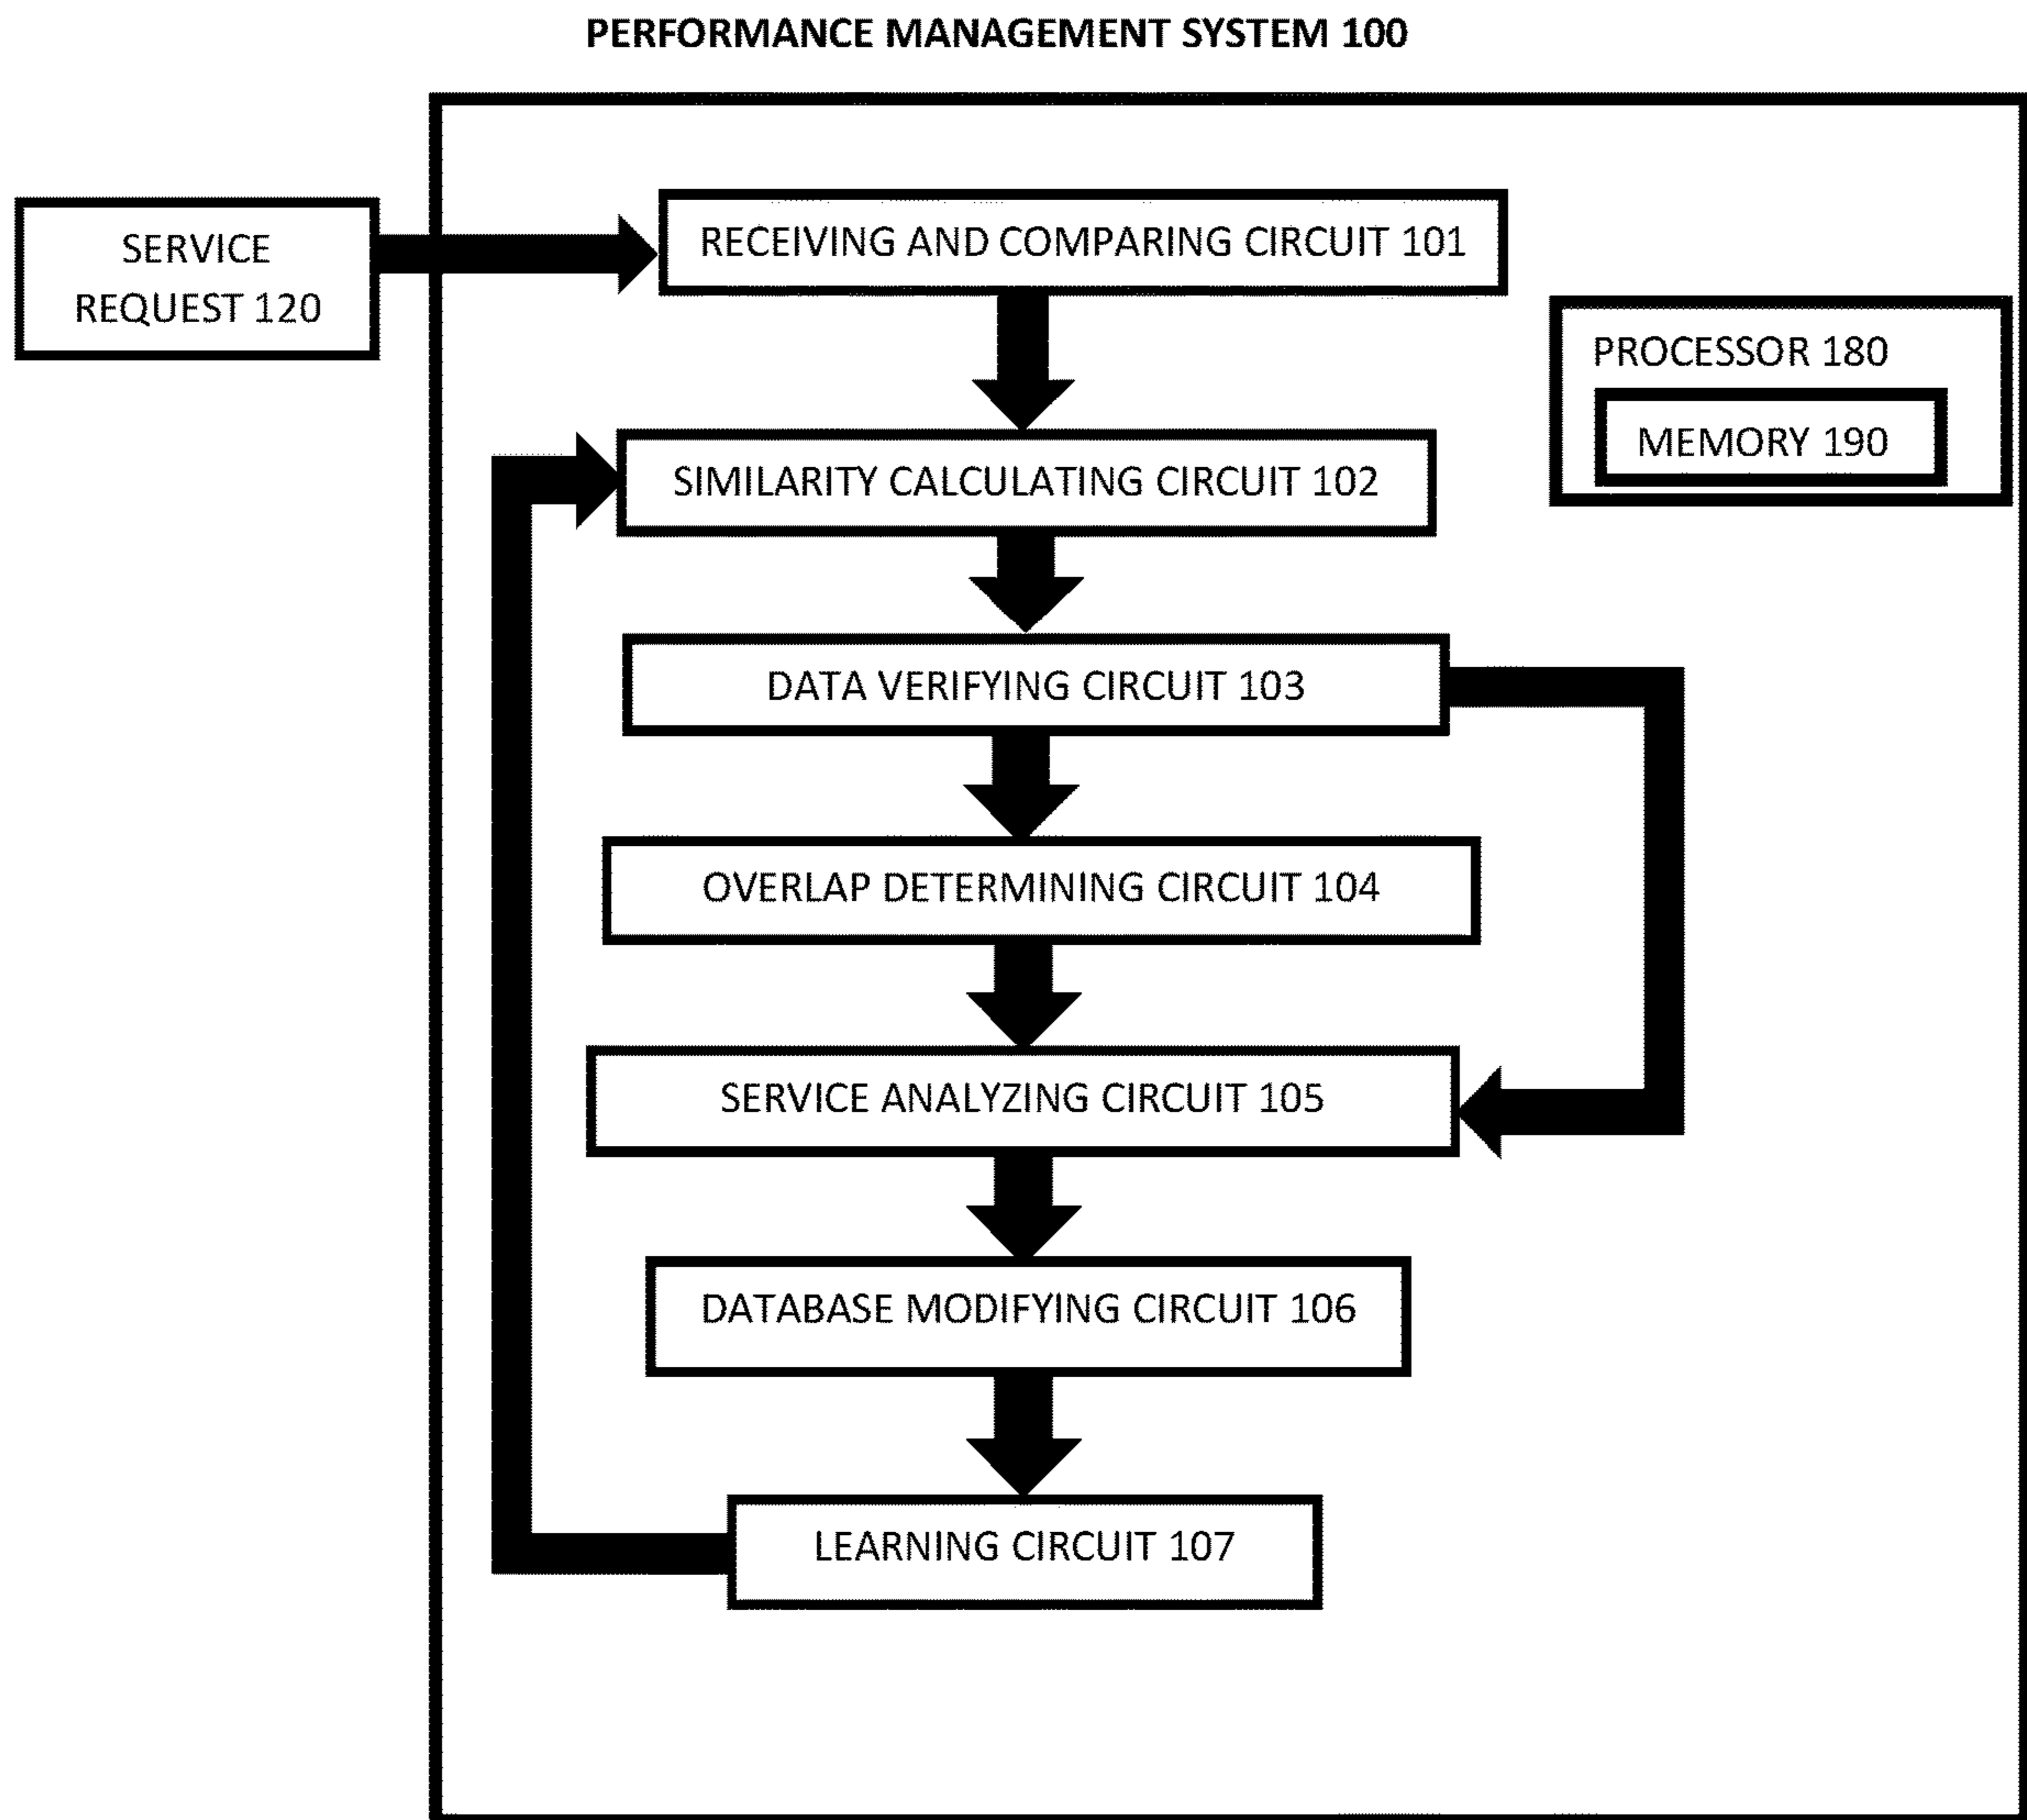 PERFORMANCE MANAGEMENT SYSTEM 100
SERVICE
REQUEST 120
RECEIVING AND COMPARING CIRCUIT 101
PROCESSOR 180
MEMORY 190
SIMILARITY CALCULATING CIRCUIT 102
DATA VERIFYING CIRCUIT 103
OVERLAP DETERMINING CIRCUIT 104
SERVICE ANALYZING CIRCUIT 105
DATABASE MODIFYING CIRCUIT 106
LEARNING CIRCUIT 107